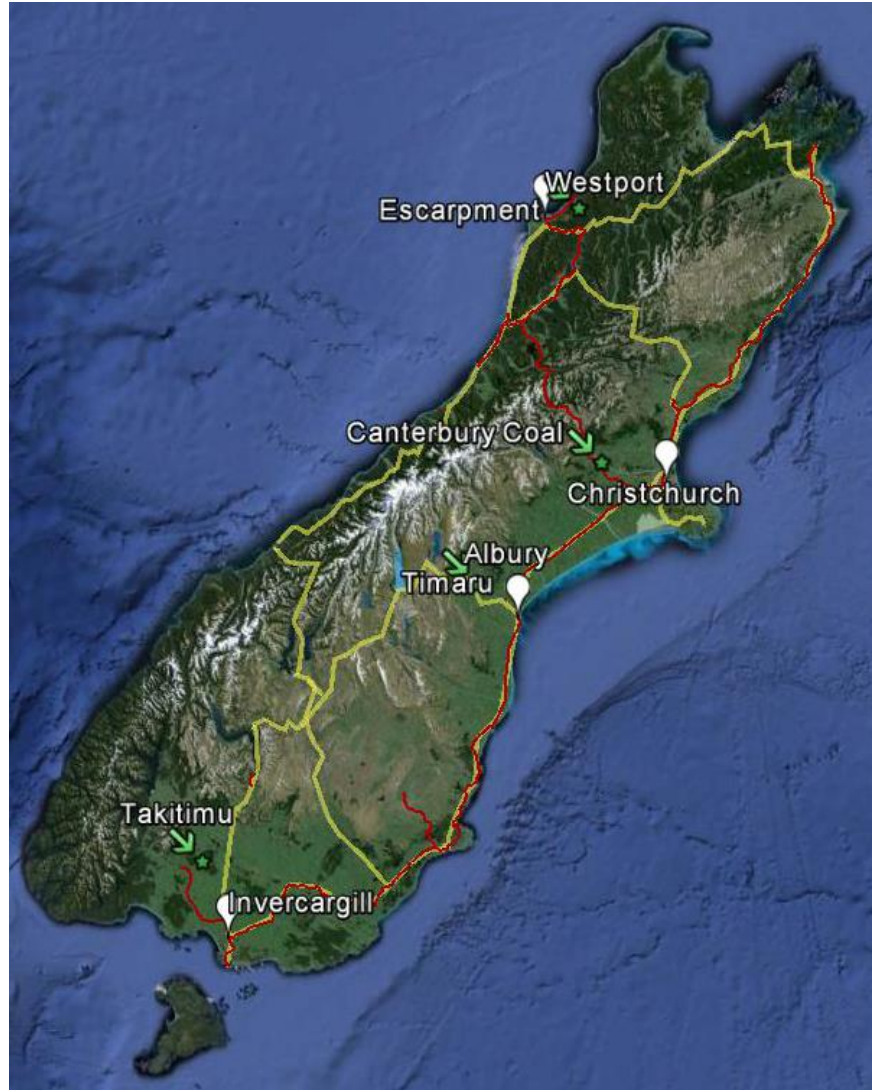 Westport
Escarpment
Canterbury Coal
Christchurch
Albury
Timaru
Takitimu
Invercargill